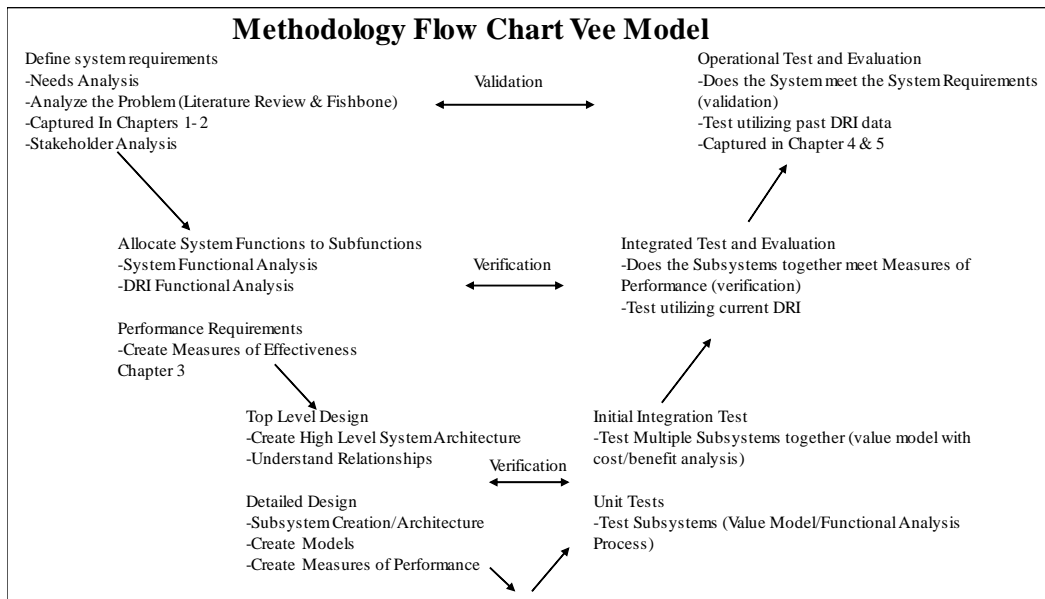 Methodology Flow Chart Vee Model
Define system requirements
-Needs Analysis
-Analyze the Problem (Literature Review & Fishbone)
-Captured In Chapters 1-2
-Stakeholder Analysis
Validation
Operational Test and Evaluation
-Does the System meet the System Requirements
(validation)
-Test utilizing past DRI data
-Captured in Chapter 4 & 5
Allocate System Functions to Subfunctions
-System Functional Analysis
-DRI Functional Analysis
Verification
Integrated Test and Evaluation
-Does the Subsystems together meet Measures of
Performance (verification)
-Test utilizing current DRI
Performance Requirements
-Create Measures of Effectiveness
Chapter 3
Top Level Design
-Create High Level System Architecture
-Understand Relationships
Verification
Initial Integration Test
-Test Multiple Subsystems together (value model with
cost/benefit analysis)
Detailed Design
-Subsystem Creation/Architecture
-Create Models
-Create Measures of Performance
Unit Tests
-Test Subsystems (Value Model/Functional Analysis
Process)